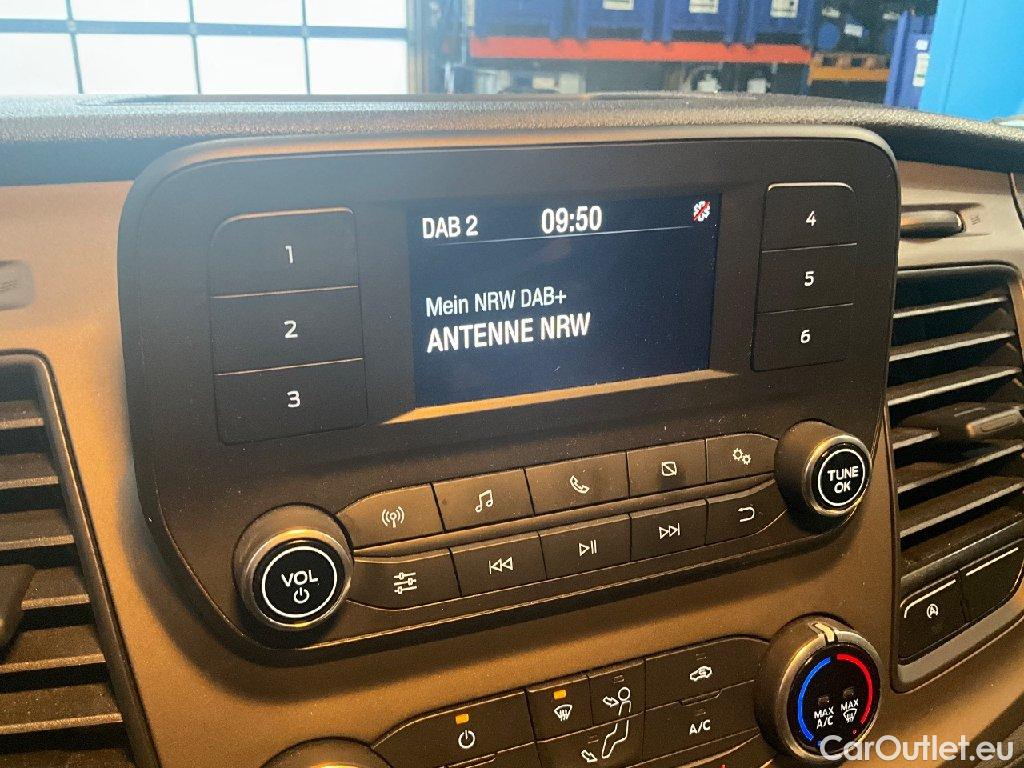 DAB 2 09:50
Mein NRW DAB+
ANTENNE NRW
1
2
3
4
5
6
TUNE
OK
VOL
A/C
MAX
A/C
MAX
CarOutlet.eu